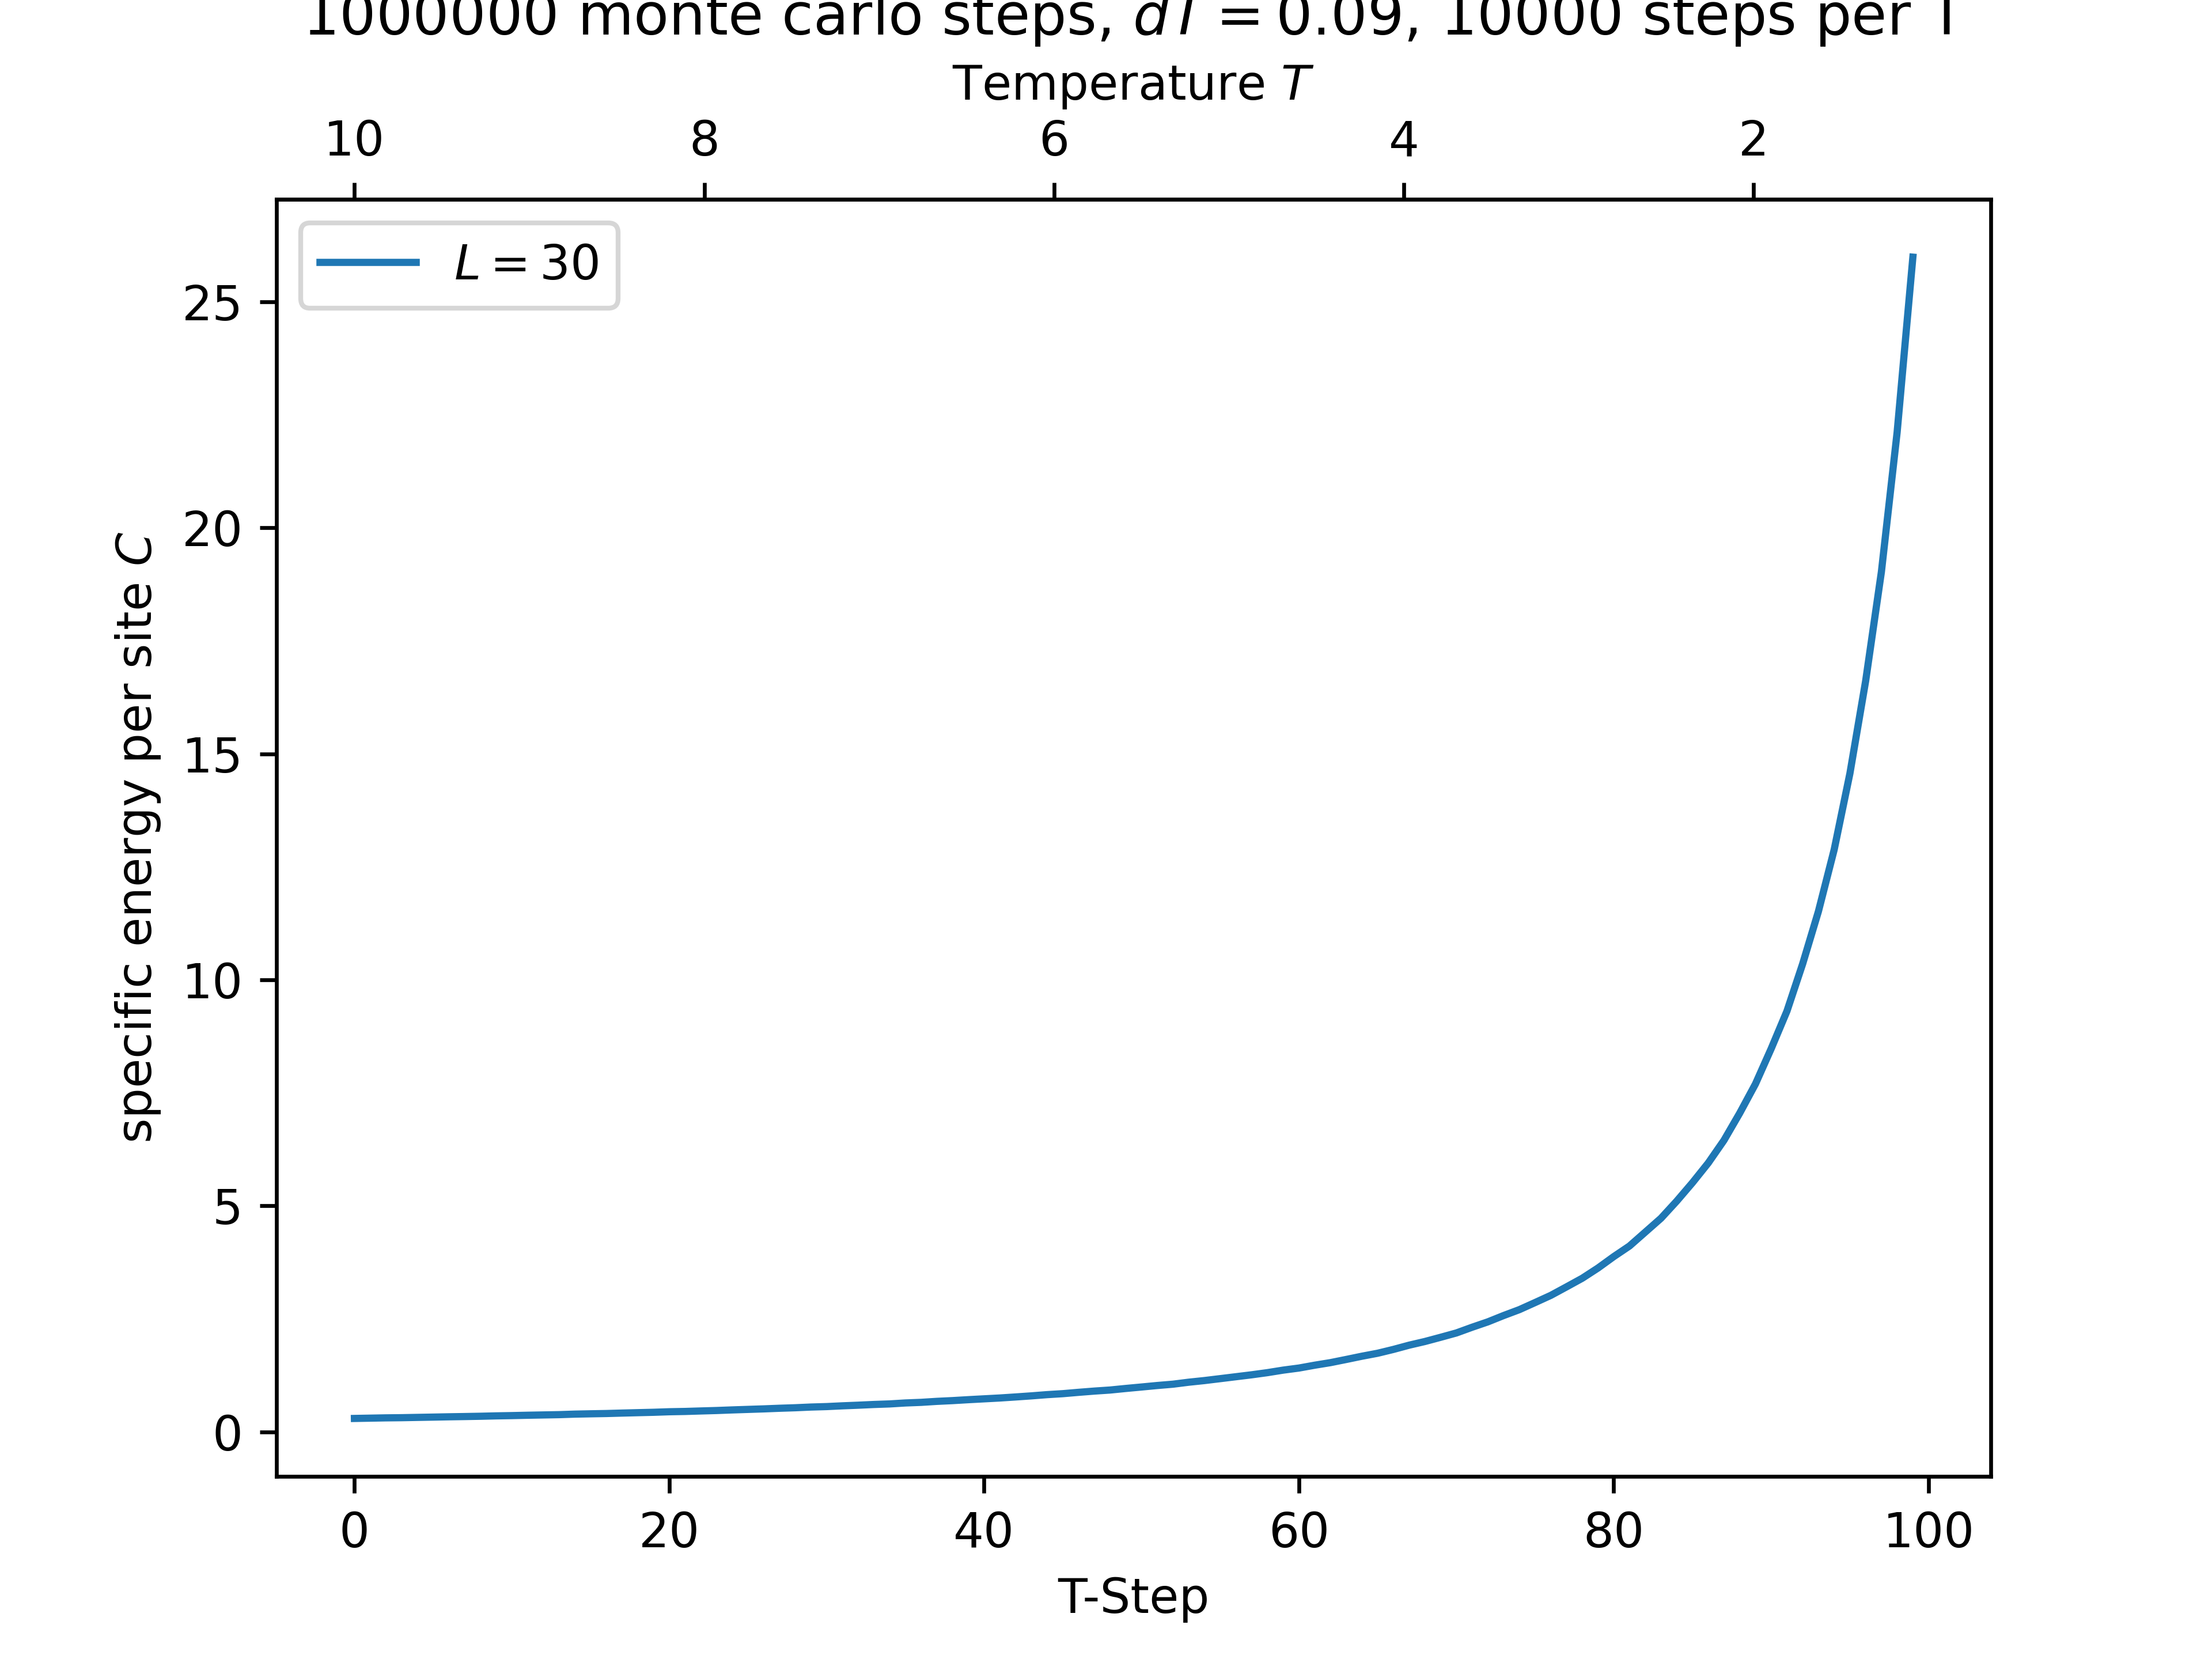 1000000 monte carlo steps, dT = 0.09, 10000 steps per T
Temperature T
10 8 6 4 2
L = 30
25
20
15
10
5
0
specific energy per site C
0 20 40 60 80 100
T-Step